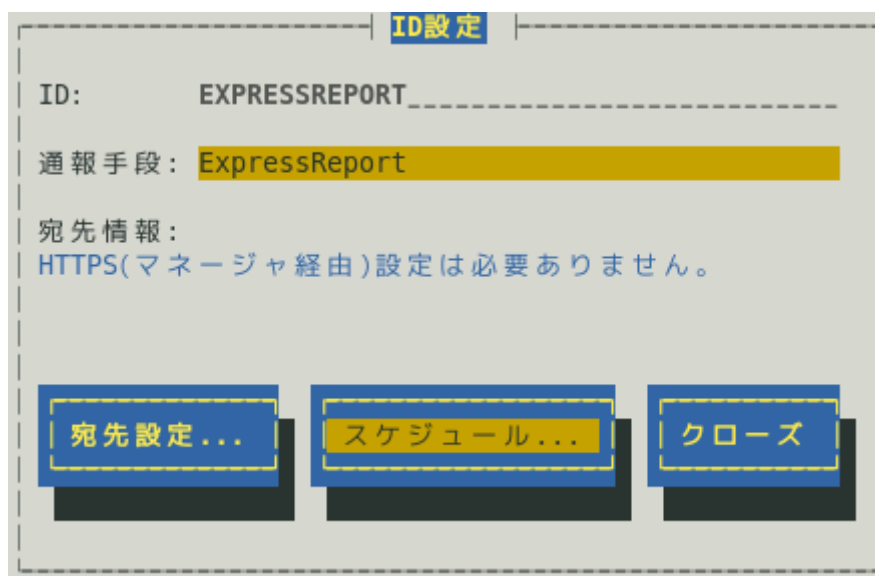 ID設定
ID: EXPRESSREPORT
通報手段: ExpressReport
宛先情報:
HTTPS(マネージャ経由)設定は必要ありません。
宛先設定... スケジュール... クローズ